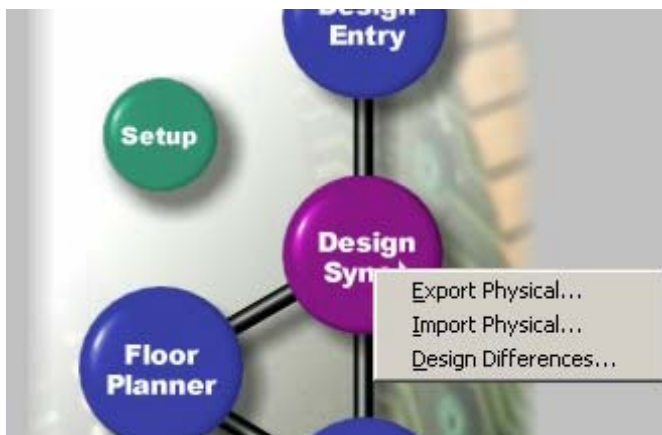 Design
Entry
Setup
Design
Export Physical...
Import Physical...
Design Differences...
Floor
Planner